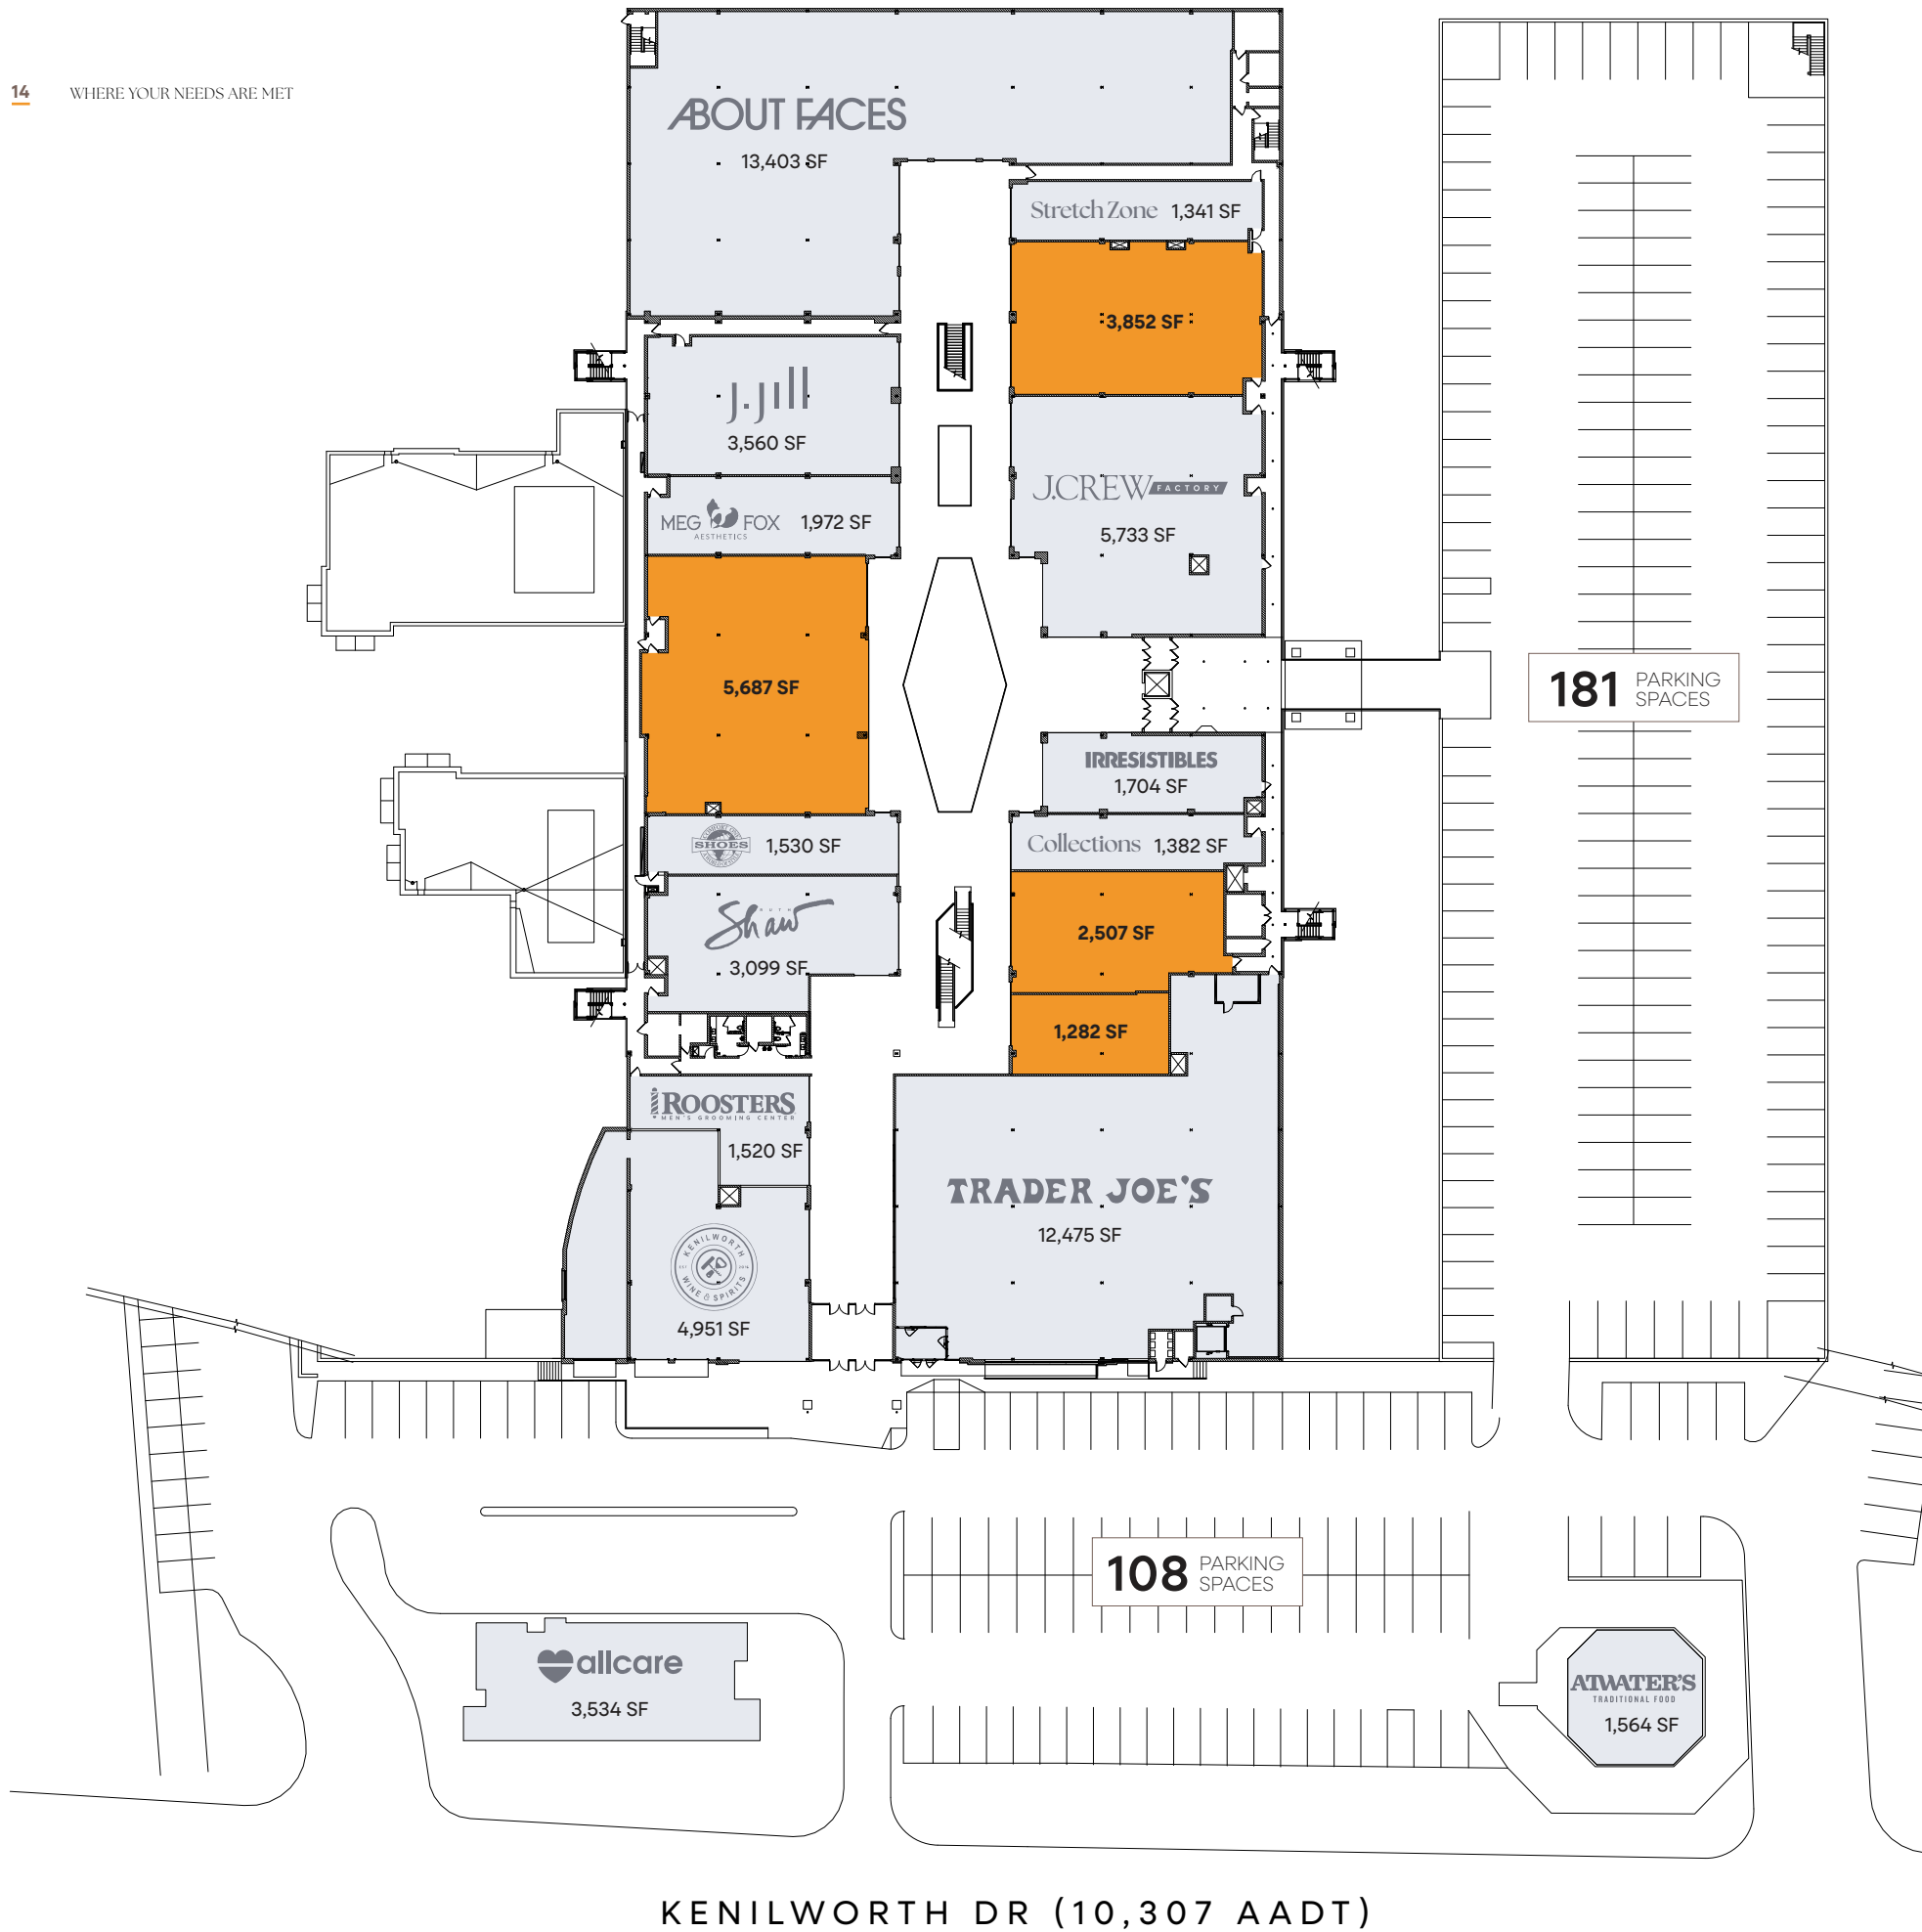 14 WHERE YOUR NEEDS ARE MET
ABOUT FACES
13,403 SF
Stretch Zone 1,341 SF
3,852 SF
J.Jill
3,560 SF
J.CREW FACTORY
5,733 SF
MEG FOX 1,972 SF
AESTHETICS
5,687 SF
181 PARKING
SPACES
IRRESISTIBLES
1,704 SF
SHOES 1,530 SF
Collections 1,382 SF
Shaw
3,099 SF
2,507 SF
1,282 SF
ROOSTERS
MEN'S GROOMING CENTER
1,520 SF
TRADER JOE'S
12,475 SF
KENILWORTH
WINE & SPIRITS
4,951 SF
108 PARKING
SPACES
allcare
3,534 SF
ATWATER'S
TRADITIONAL FOOD
1,564 SF
KENILWORTH DR (10,307 AADT)